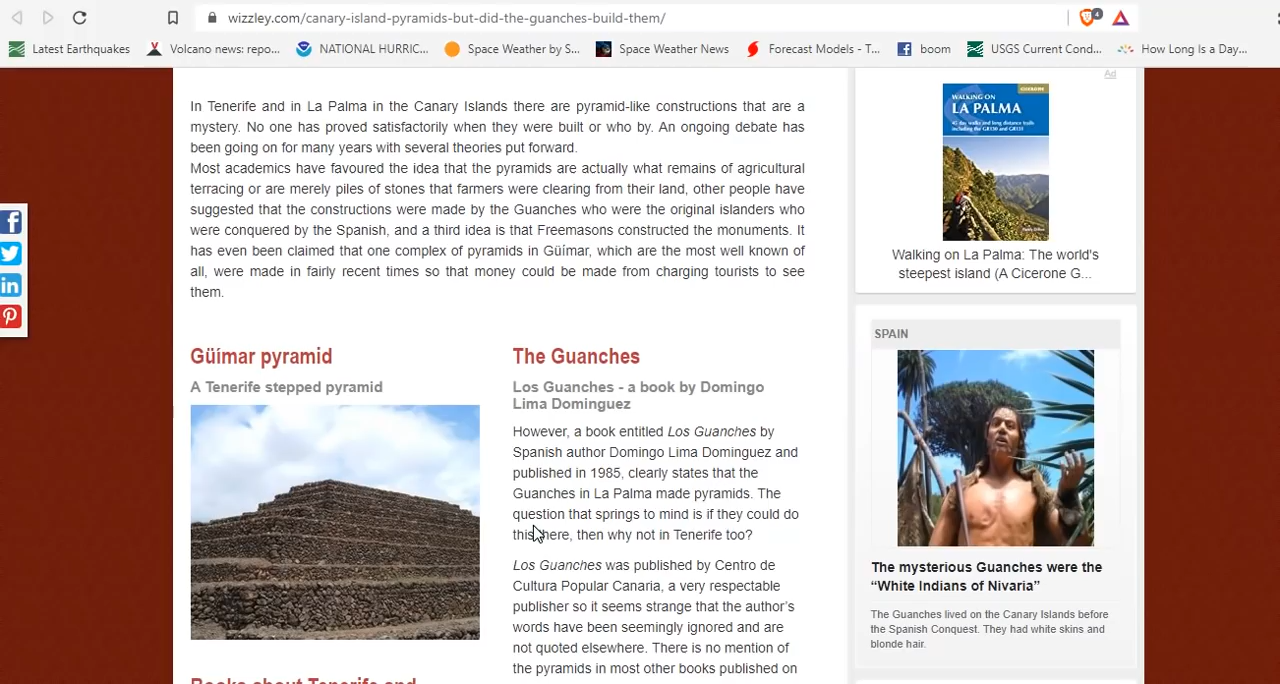 wizzley.com/canary-island-pyramids-but-did-the-guanches-build-them/
4
Latest Earthquakes
Volcano news: repo...
NATIONAL HURRIC...
Space Weather by S...
Space Weather News
Forecast Models - T...
boom
USGS Current Cond...
How Long Is a Day...
In Tenerife and in La Palma in the Canary Islands there are pyramid-like constructions that are a
mystery. No one has proved satisfactorily when they were built or who by. An ongoing debate has
been going on for many years with several theories put forward.
Most academics have favoured the idea that the pyramids are actually what remains of agricultural
terracing or are merely piles of stones that farmers were clearing from their land, other people have
suggested that the constructions were made by the Guanches who were the original islanders who
were conquered by the Spanish, and a third idea is that Freemasons constructed the monuments. It
has even been claimed that one complex of pyramids in Güímar, which are the most well known of
all, were made in fairly recent times so that money could be made from charging tourists to see
them.
Güímar pyramid
A Tenerife stepped pyramid
The Guanches
Los Guanches - a book by Domingo
Lima Dominguez
However, a book entitled Los Guanches by
Spanish author Domingo Lima Dominguez and
published in 1985, clearly states that the
Guanches in La Palma made pyramids. The
question that springs to mind is if they could do
this here, then why not in Tenerife too?
Los Guanches was published by Centro de
Cultura Popular Canaria, a very respectable
publisher so it seems strange that the author's
words have been seemingly ignored and are
not quoted elsewhere. There is no mention of
the pyramids in most other books published on
Books about Tenerife and
Ad
CICERONE
WALKING ON
LA PALMA
Walking on La Palma: The world's
steepest island (A Cicerone G...
SPAIN
The mysterious Guanches were the
“White Indians of Nivaria”
The Guanches lived on the Canary Islands before
the Spanish Conquest. They had white skins and
blonde hair.